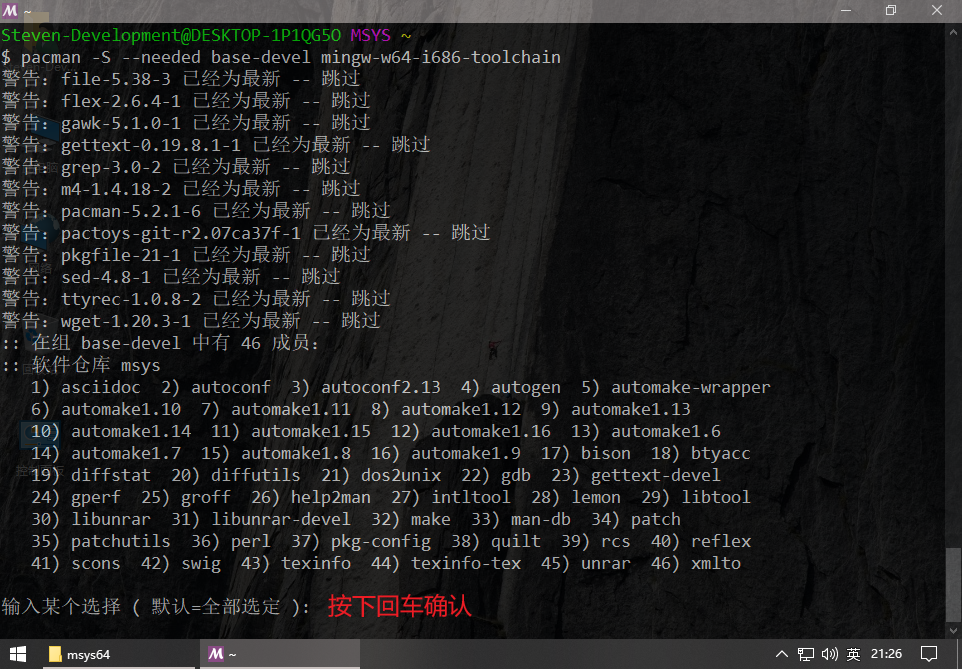 ~
Steven-Development@DESKTOP-1P1QG5O MSYS ~
$ pacman -S --needed base-devel mingw-w64-i686-toolchain
警告：file-5.38-3 已经为最新 -- 跳过
警告：flex-2.6.4-1 已经为最新 -- 跳过
警告：gawk-5.1.0-1 已经为最新 -- 跳过
警告：gettext-0.19.8.1-1 已经为最新 -- 跳过
警告：grep-3.0-2 已经为最新 -- 跳过
警告：m4-1.4.18-2 已经为最新 -- 跳过
警告：pacman-5.2.1-6 已经为最新 -- 跳过
警告：pactoys-git-r2.07ca37f-1 已经为最新 -- 跳过
警告：pkgfile-21-1 已经为最新 -- 跳过
警告：sed-4.8-1 已经为最新 -- 跳过
警告：ttyrec-1.0.8-2 已经为最新 -- 跳过
警告：wget-1.20.3-1 已经为最新 -- 跳过
:: 在组 base-devel 中有 46 成员：
:: 软件仓库 msys
1) asciidoc 2) autoconf 3) autoconf2.13 4) autogen 5) automake-wrapper
6) automake1.10 7) automake1.11 8) automake1.12 9) automake1.13
10) automake1.14 11) automake1.15 12) automake1.16 13) automake1.6
14) automake1.7 15) automake1.8 16) automake1.9 17) bison 18) btyacc
19) diffstat 20) diffutils 21) dos2unix 22) gdb 23) gettext-devel
24) gperf 25) groff 26) help2man 27) intltool 28) lemon 29) libtool
30) libunrar 31) libunrar-devel 32) make 33) man-db 34) patch
35) patchutils 36) perl 37) pkg-config 38) quilt 39) rcs 40) reflex
41) scons 42) swig 43) texinfo 44) texinfo-tex 45) unrar 46) xmlto
输入某个选择 ( 默认=全部选定 )： 按下回车确认
msys64 ~ 英 21:26